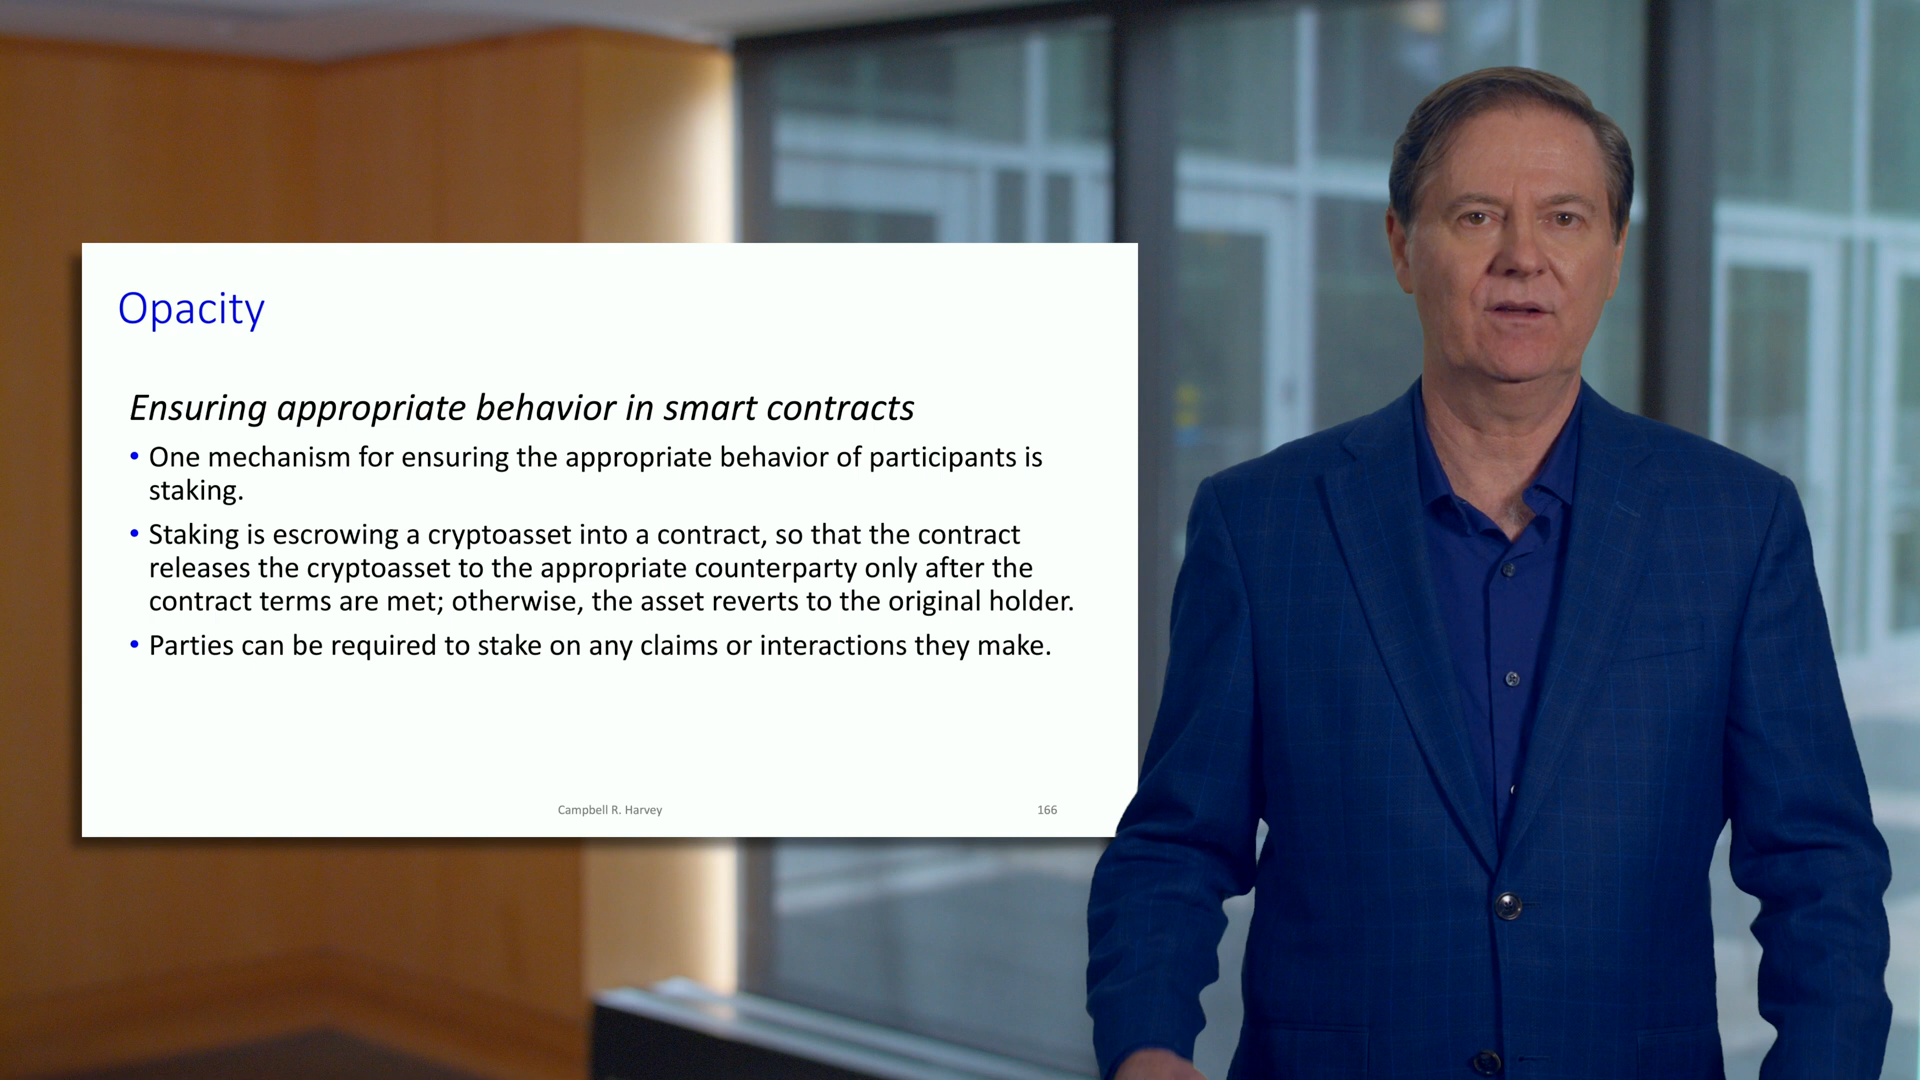 Opacity
Ensuring appropriate behavior in smart contracts
• One mechanism for ensuring the appropriate behavior of participants is
staking.
• Staking is escrowing a cryptoasset into a contract, so that the contract
releases the cryptoasset to the appropriate counterparty only after the
contract terms are met; otherwise, the asset reverts to the original holder.
• Parties can be required to stake on any claims or interactions they make.
Campbell R. Harvey
166